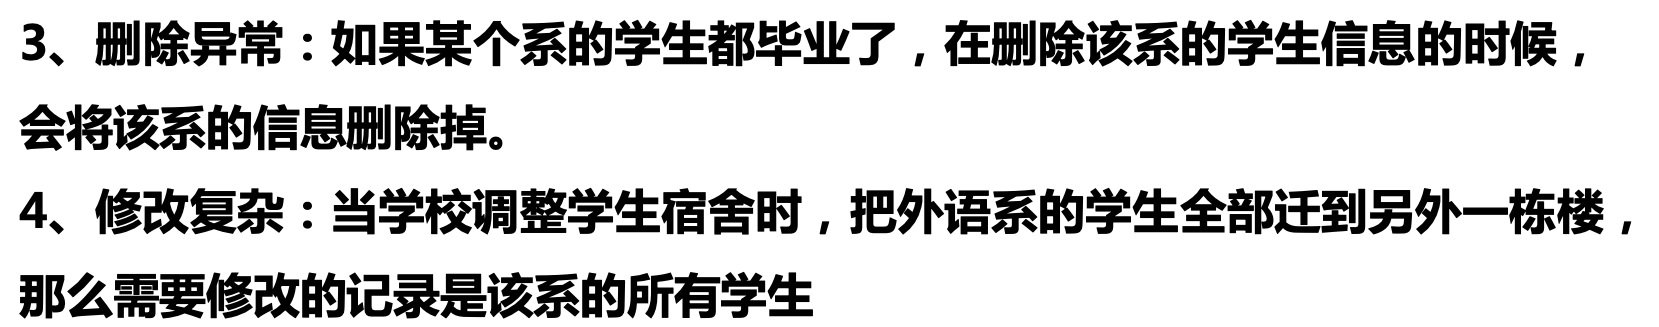 3、删除异常：如果某个系的学生都毕业了，在删除该系的学生信息的时候，
会将该系的信息删除掉。
4、修改复杂：当学校调整学生宿舍时，把外语系的学生全部迁到另外一栋楼，
那么需要修改的记录是该系的所有学生